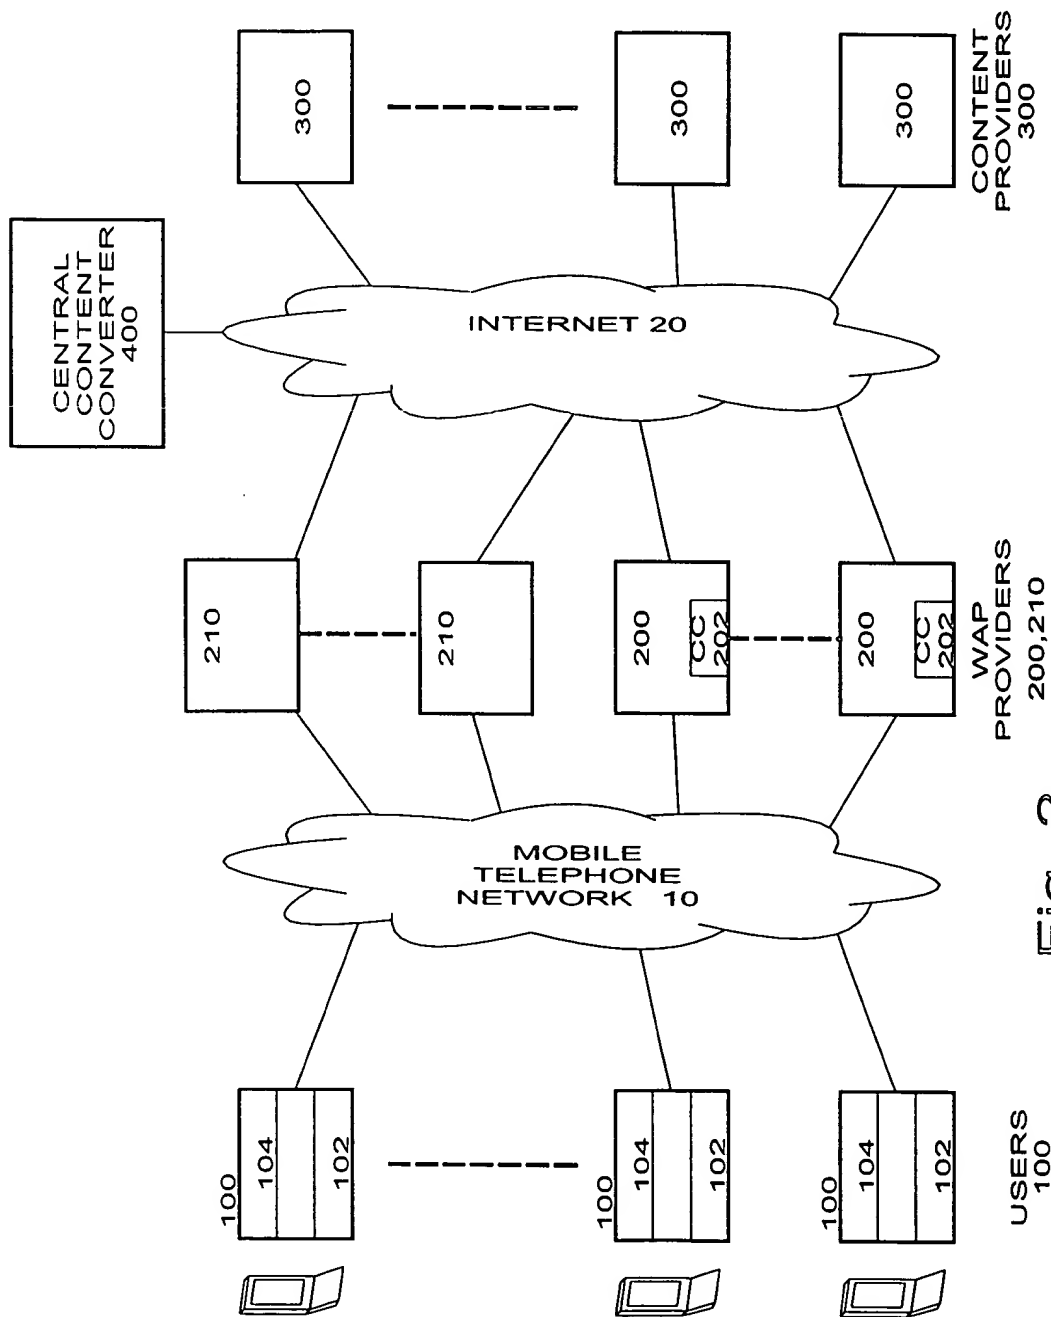 CENTRAL
CONTENT
CONVERTER
400
100
104
102
210
300
MOBILE
TELEPHONE
NETWORK 10
210
INTERNET 20
100
104
102
200
CC
202
300
100
104
102
200
CC
202
300
USERS
100
WAP
PROVIDERS
200,210
CONTENT
PROVIDERS
300
Fig.